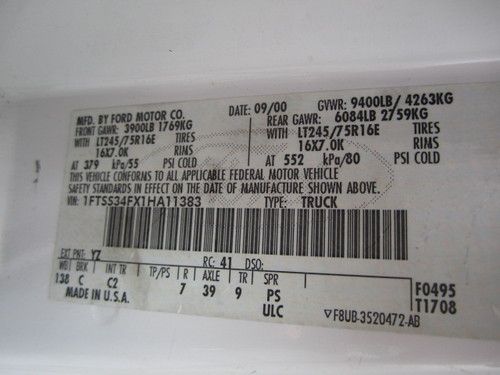 MFD. BY FORD MOTOR CO.
DATE: 09/00
GVWR: 9400LB/ 4263KG
FRONT GAWR: 3900LB 1769KG
REAR GAWR: 6084LB 2759KG
WITH LT245/75R16E TIRES
WITH LT245/75R16E TIRES
16X7.0K RIMS
16X7.0K RIMS
AT 379 kPa/55 PSI COLD
AT 552 kPa/80 PSI COLD
THIS VEHICLE CONFORMS TO ALL APPLICABLE FEDERAL MOTOR VEHICLE
SAFETY STANDARDS IN EFFECT ON THE DATE OF MANUFACTURE SHOWN ABOVE.
VIN: 1FTSS34FX1HA11383
TYPE: TRUCK
EXT PNT: YZ RC: 41 DSO:
WB BRK INT TR TP/PS R AXLE TR SPR
138 C C2 7 39 9 PS
ULC
F0495
T1708
MADE IN U.S.A.
▽F8UB-3520472-AB